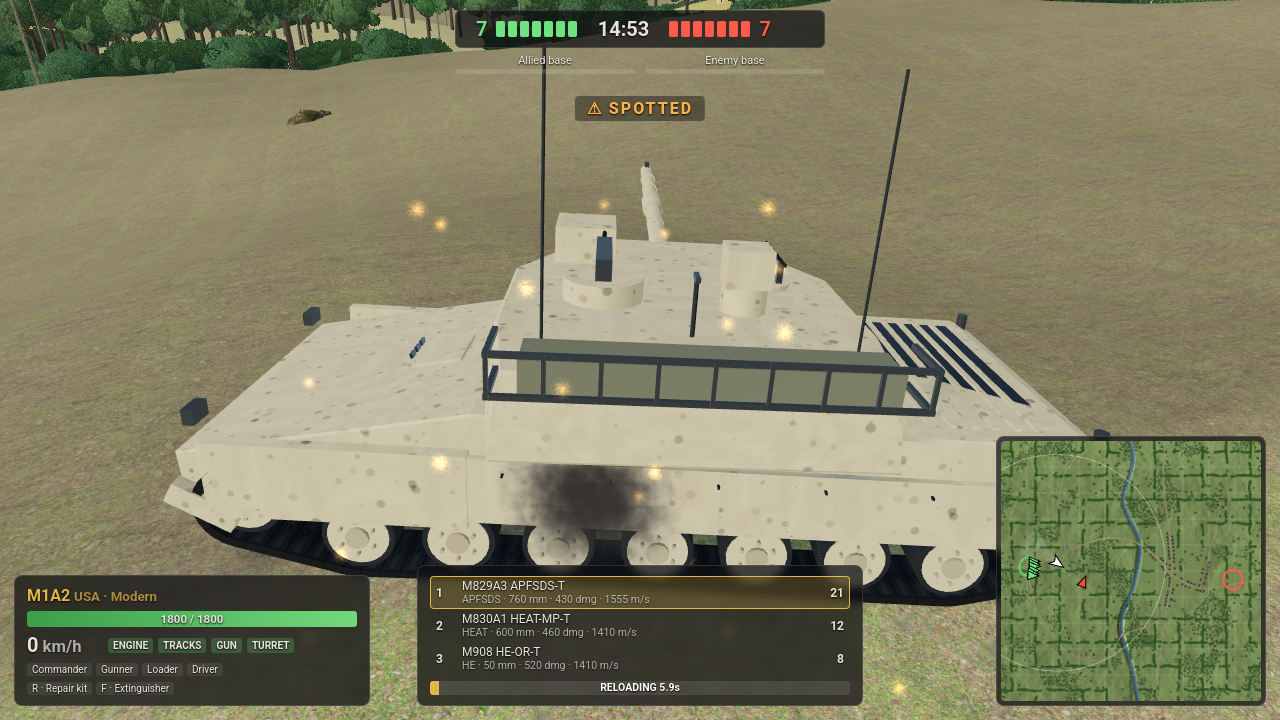 7 14:53 7
Allied base Enemy base
⚠ SPOTTED
M1A2 USA · Modern
1800 / 1800
0 km/h ENGINE TRACKS GUN TURRET
Commander Gunner Loader Driver
R · Repair kit F · Extinguisher
1 M829A3 APFSDS-T 21
APFSDS · 760 mm · 430 dmg · 1555 m/s
2 M830A1 HEAT-MP-T 12
HEAT · 600 mm · 460 dmg · 1410 m/s
3 M908 HE-OR-T 8
HE · 50 mm · 520 dmg · 1410 m/s
RELOADING 5.9s